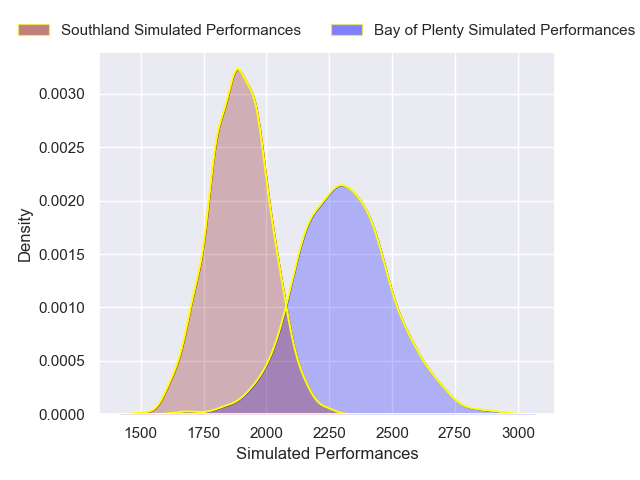 Southland Simulated Performances
Bay of Plenty Simulated Performances
0.0030
0.0025
0.0020
0.0015
0.0010
0.0005
0.0000
Density
1500 1750 2000 2250 2500 2750 3000
Simulated Performances